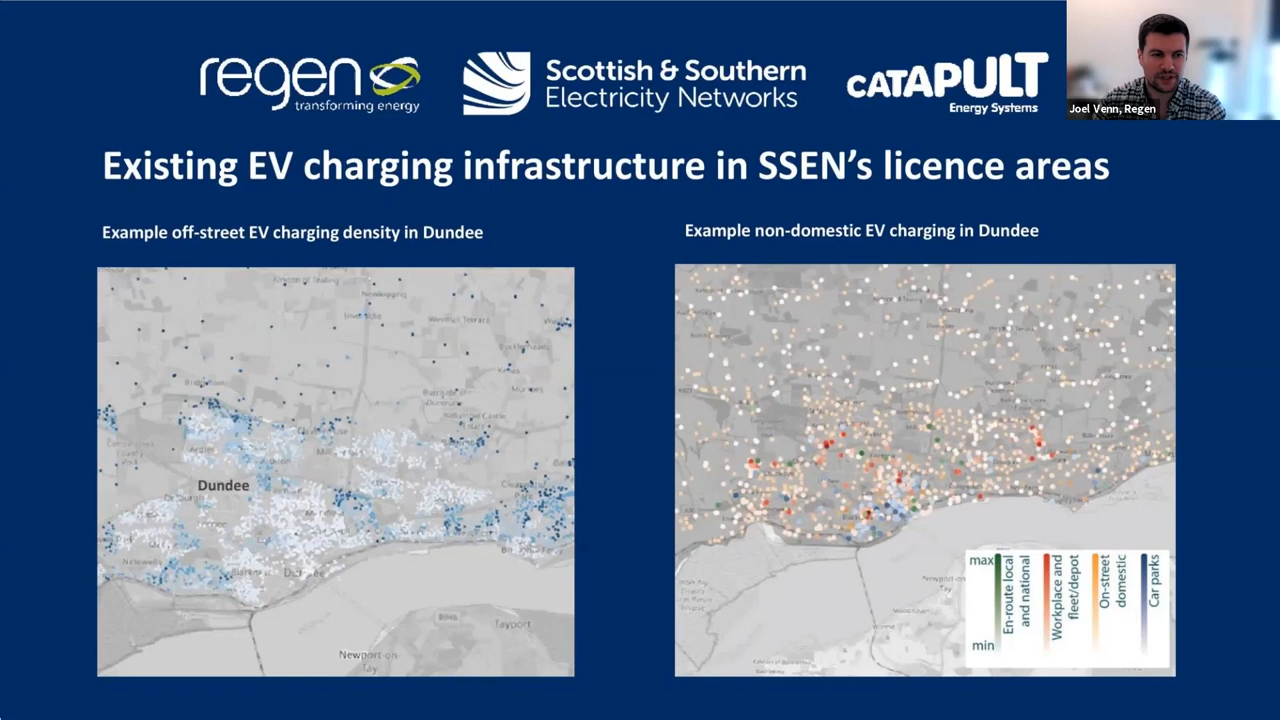 regen
transforming energy
Scottish & Southern
Electricity Networks
CATAPULT
Energy Systems
Joel Venn, Regen
Existing EV charging infrastructure in SSEN's licence areas
Example off-street EV charging density in Dundee
Example non-domestic EV charging in Dundee
Dundee
Tayport
Newport-on-
Tay
max
min
En-route local
and national
Workplace and
fleet/depot
On-street
domestic
Car parks